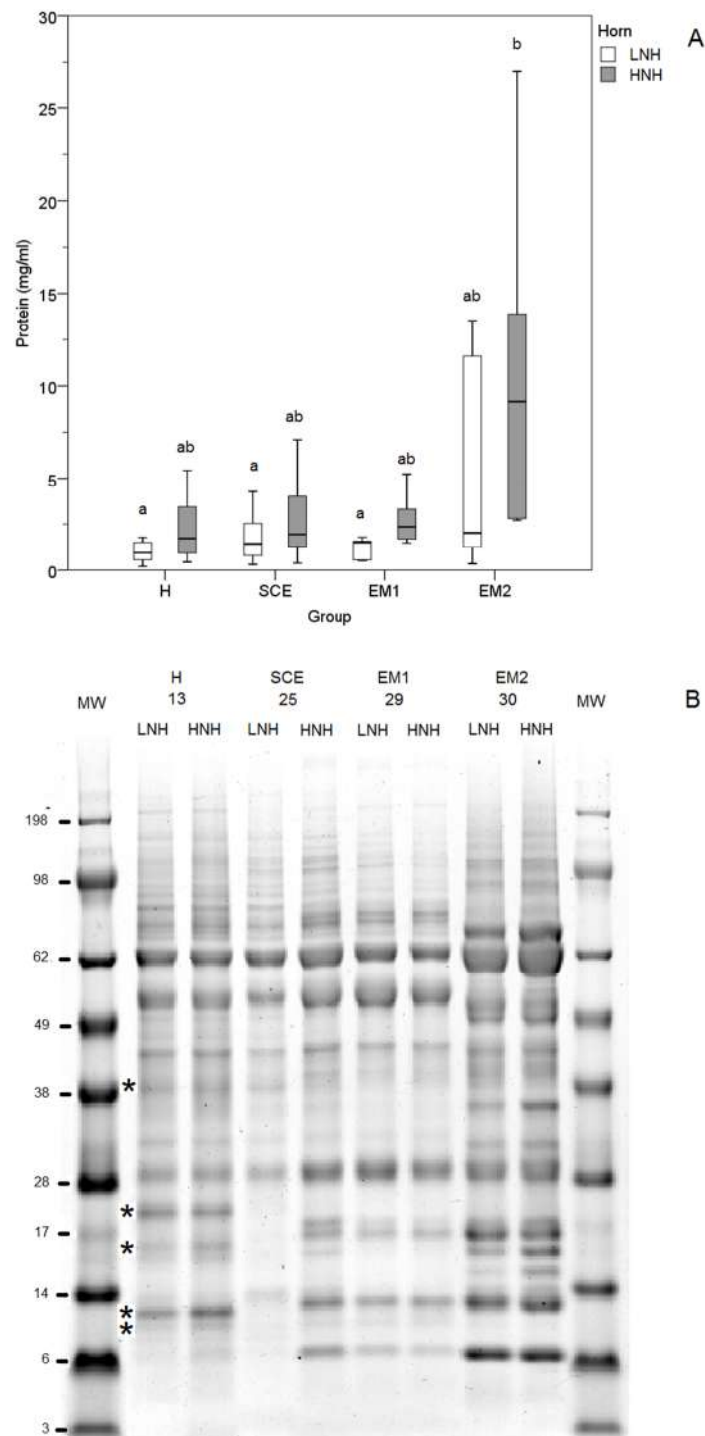 30
25
20
15
10
5
0
Protein (mg/ml)
a
ab
a
ab
a
ab
ab
b
H
SCE
EM1
EM2
Group
Horn
LNH
HNH
A
B
H
13
SCE
25
EM1
29
EM2
30
MW
LNH
HNH
LNH
HNH
LNH
HNH
LNH
HNH
MW
198
98
62
49
38
*
28
*
17
*
14
*
*
6
3